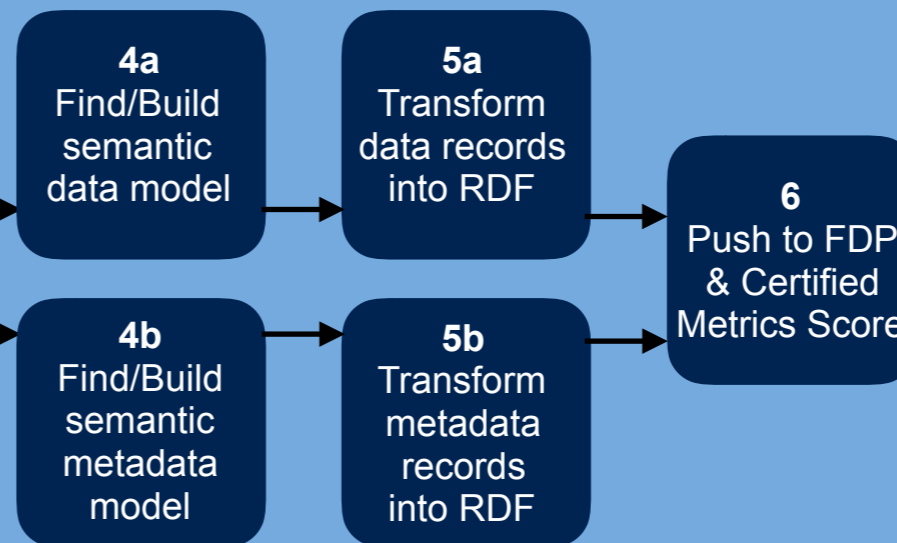 4a
Find/Build
semantic
data model
5a
Transform
data records
into RDF
6
Push to FDP
& Certified
Metrics Score
4b
Find/Build
semantic
metadata
model
5b
Transform
metadata
records
into RDF